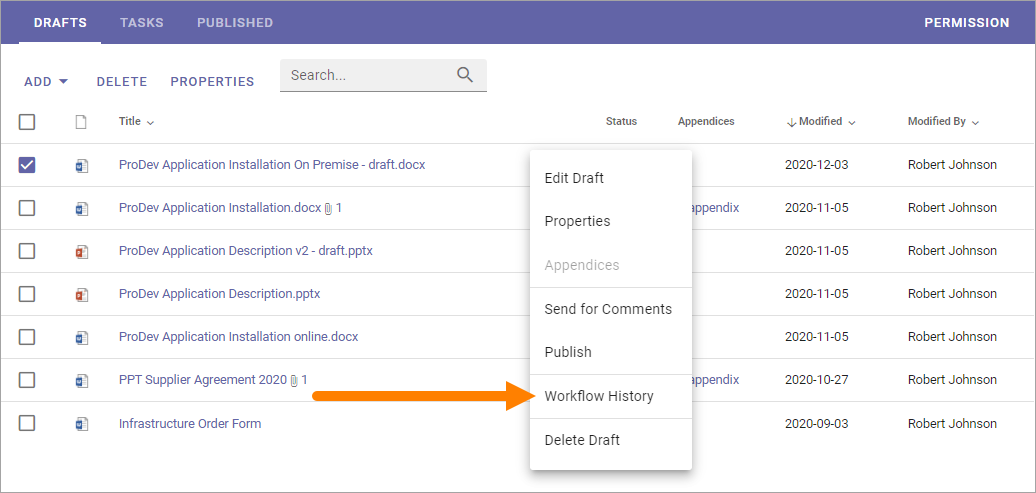 DRAFTS TASKS PUBLISHED PERMISSION
ADD DELETE PROPERTIES Search...
Title Status Appendices Modified Modified By
ProDev Application Installation On Premise - draft.docx 2020-12-03 Robert Johnson
Edit Draft
ProDev Application Installation.docx 1 appendix 2020-11-05 Robert Johnson
Properties
ProDev Application Description v2 - draft.pptx 2020-11-05 Robert Johnson
Appendices
ProDev Application Description.pptx 2020-11-05 Robert Johnson
Send for Comments
ProDev Application Installation online.docx 2020-11-05 Robert Johnson
Publish
PPT Supplier Agreement 2020 1 appendix 2020-10-27 Robert Johnson
Workflow History
Infrastructure Order Form 2020-09-03 Robert Johnson
Delete Draft